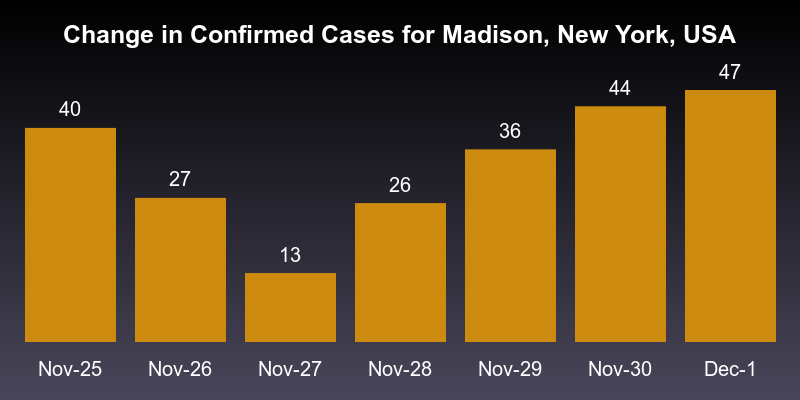 Change in Confirmed Cases for Madison, New York, USA
40
27
13
26
36
44
47
Nov-25
Nov-26
Nov-27
Nov-28
Nov-29
Nov-30
Dec-1